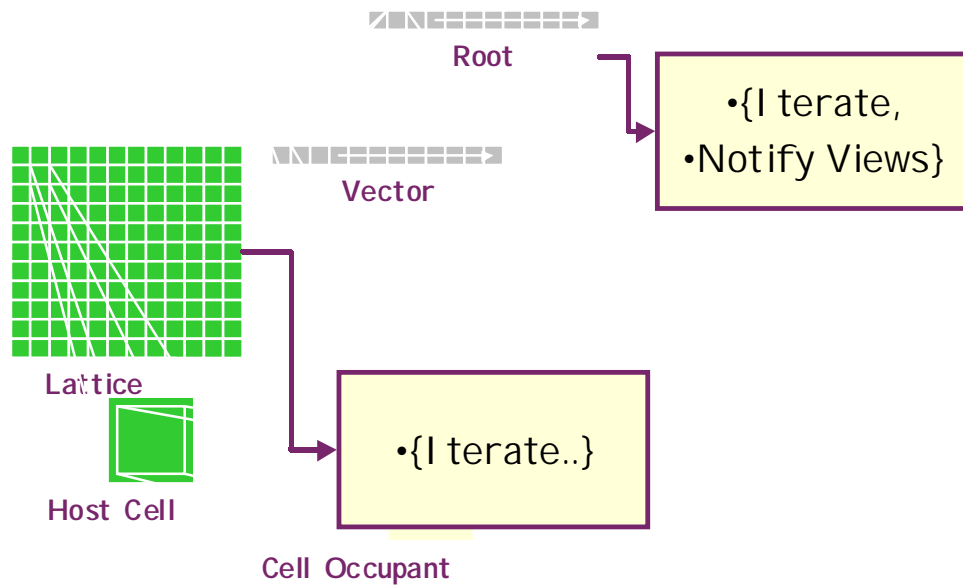 Root
•{I terate,
•Notify Views}
Vector
Lattice
•{I terate..}
Host Cell
Cell Occupant